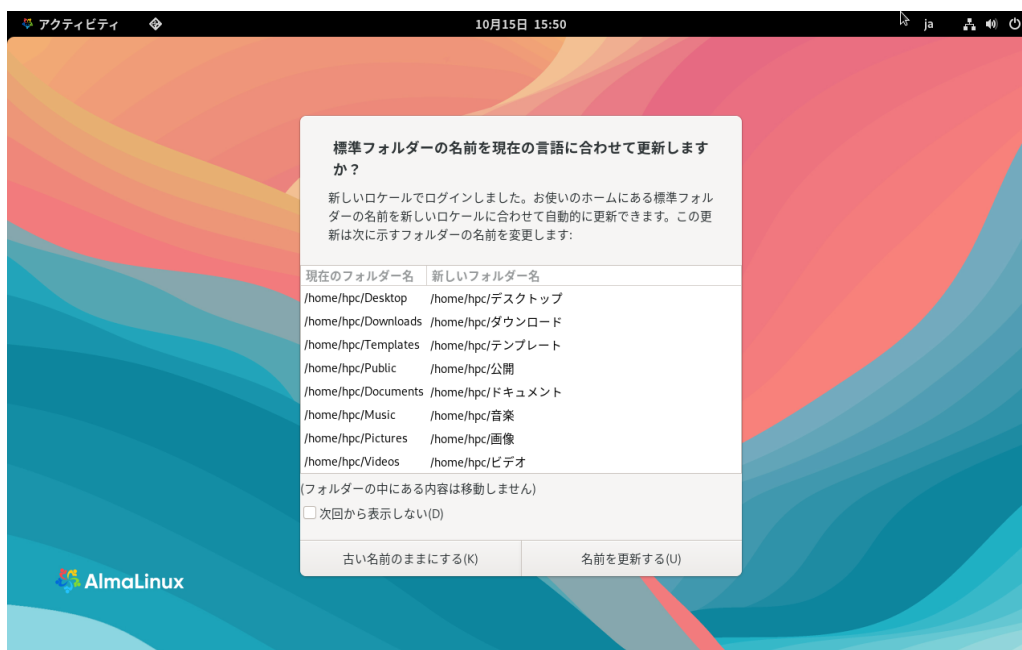 アクティビティ
10月15日 15:50
ja
標準フォルダーの名前を現在の言語に合わせて更新します
か？
新しいロケールでログインしました。お使いのホームにある標準フォル
ダーの名前を新しいロケールに合わせて自動的に更新できます。この更
新は次に示すフォルダーの名前を変更します:
現在のフォルダー名 新しいフォルダー名
/home/hpc/Desktop /home/hpc/デスクトップ
/home/hpc/Downloads /home/hpc/ダウンロード
/home/hpc/Templates /home/hpc/テンプレート
/home/hpc/Public /home/hpc/公開
/home/hpc/Documents /home/hpc/ドキュメント
/home/hpc/Music /home/hpc/音楽
/home/hpc/Pictures /home/hpc/画像
/home/hpc/Videos /home/hpc/ビデオ
(フォルダーの中にある内容は移動しません)
次回から表示しない(D)
古い名前のままにする(K) 名前を更新する(U)
AlmaLinux